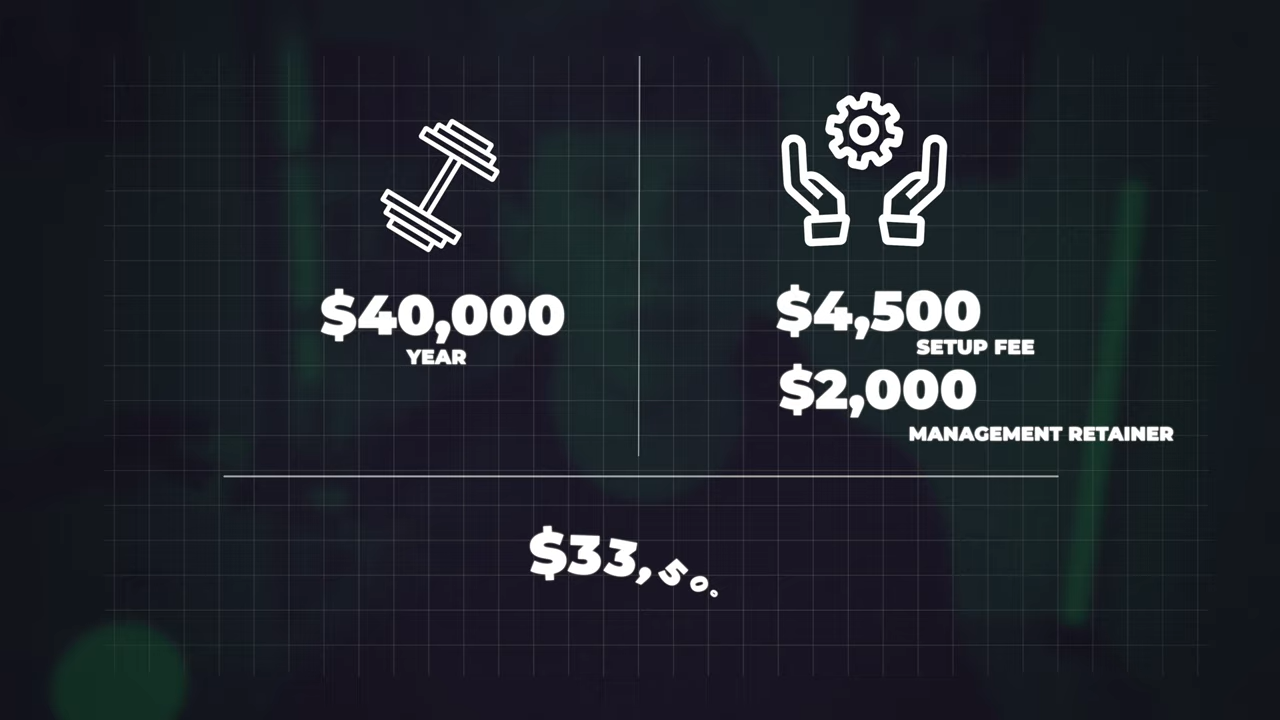 $40,000
YEAR
$4,500
SETUP FEE
$2,000
MANAGEMENT RETAINER
$33,50.